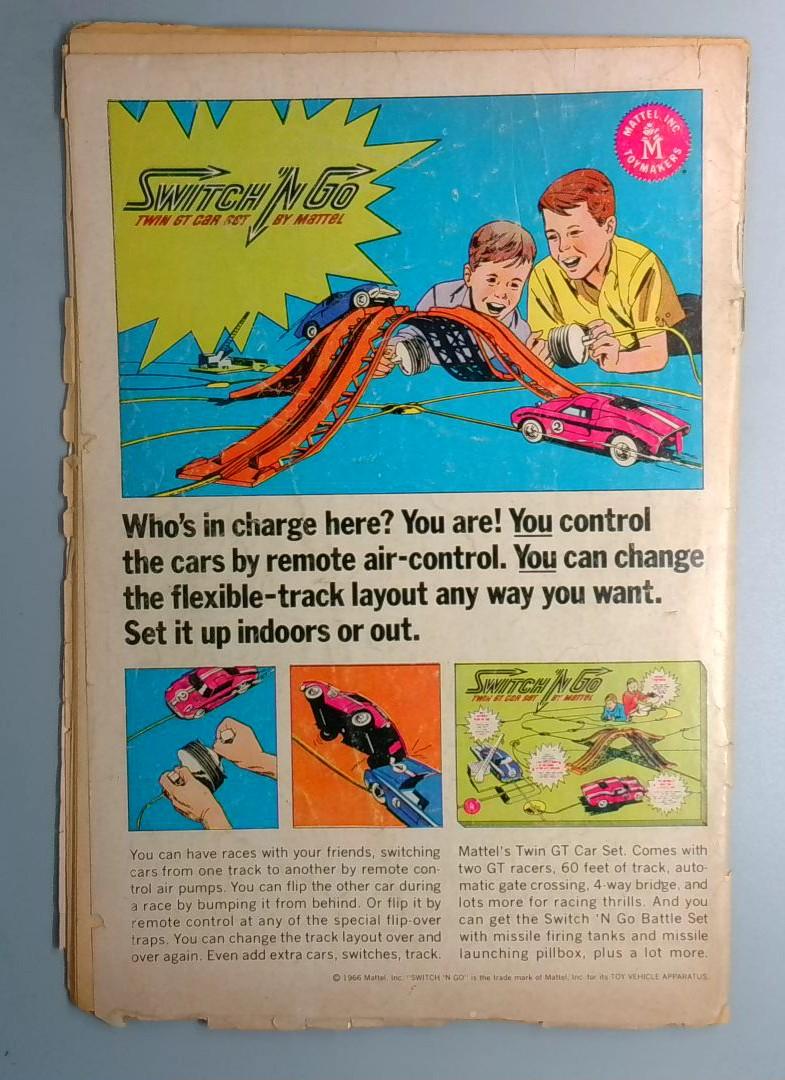 MATTEL, INC.
M
TOYMAKERS
SWITCH 'N GO
TWIN GT CAR SET BY MATTEL
2
Who's in charge here? You are! You control
the cars by remote air-control. You can change
the flexible-track layout any way you want.
Set it up indoors or out.
SWITCH 'N GO
TWIN GT CAR SET BY MATTEL
You can have races with your friends, switching
cars from one track to another by remote con-
trol air pumps. You can flip the other car during
a race by bumping it from behind. Or flip it by
remote control at any of the special flip-over
traps. You can change the track layout over and
over again. Even add extra cars, switches, track.
Mattel's Twin GT Car Set. Comes with
two GT racers, 60 feet of track, auto-
matic gate crossing, 4-way bridge, and
lots more for racing thrills. And you
can get the Switch 'N Go Battle Set
with missile firing tanks and missile
launching pillbox, plus a lot more.
© 1966 Mattel, Inc. "SWITCH 'N GO" is the trade mark of Mattel, Inc. for its TOY VEHICLE APPARATUS.